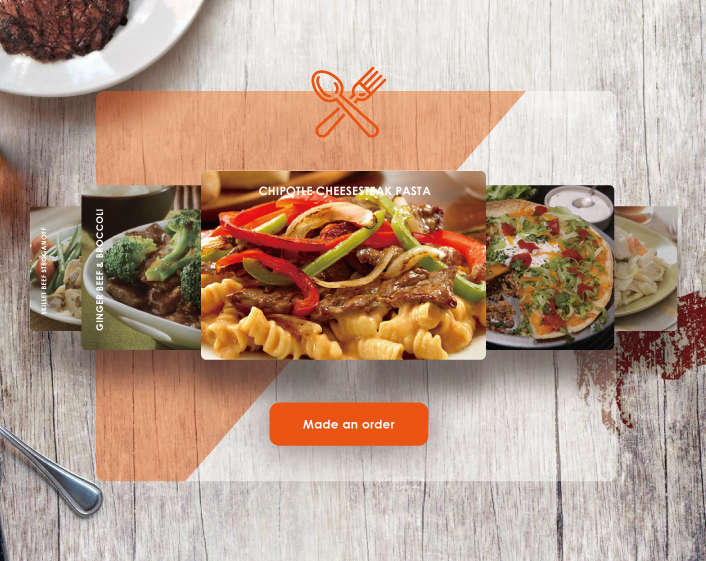 CHIPOTLE CHEESESTEAK PASTA
SKILLET BEEF STROGANOFF
GINGER BEEF & BROCCOLI
Made an order